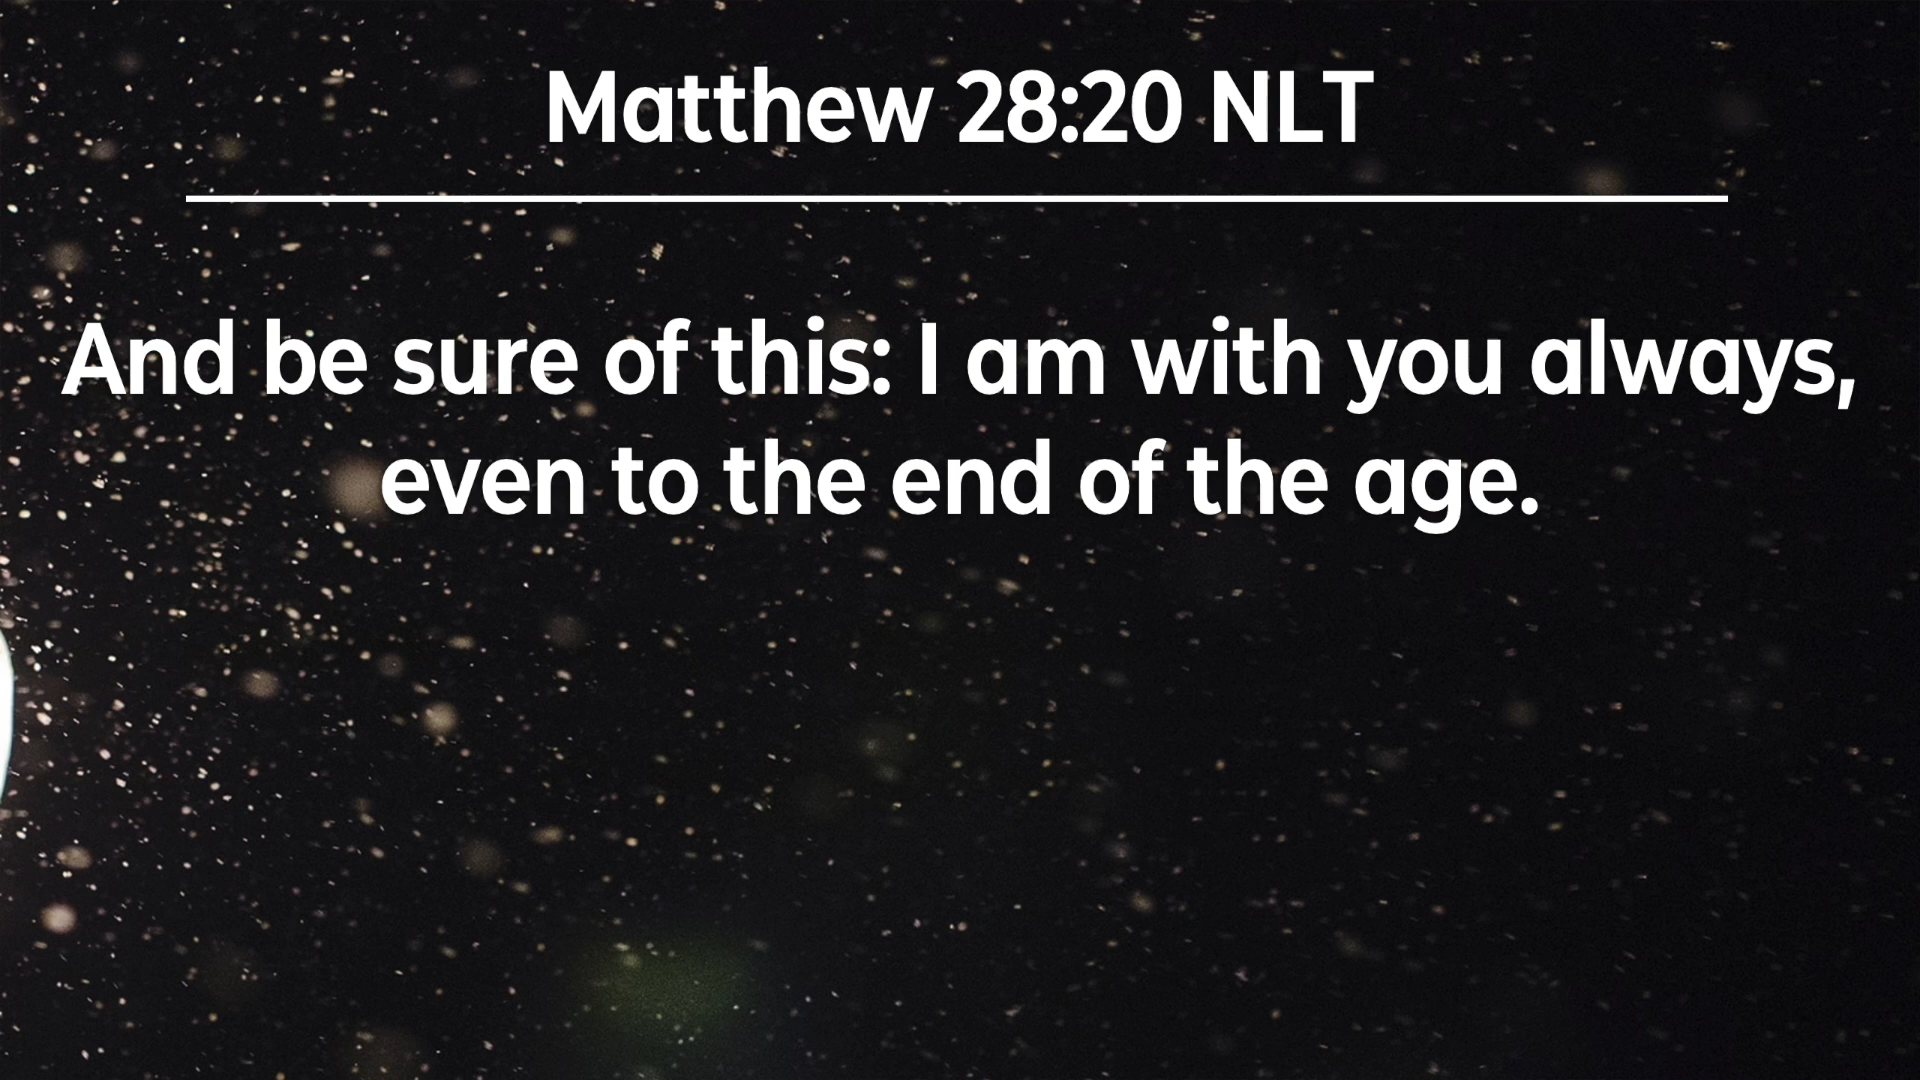 Matthew 28:20 NLT
And be sure of this: I am with you always,
even to the end of the age.